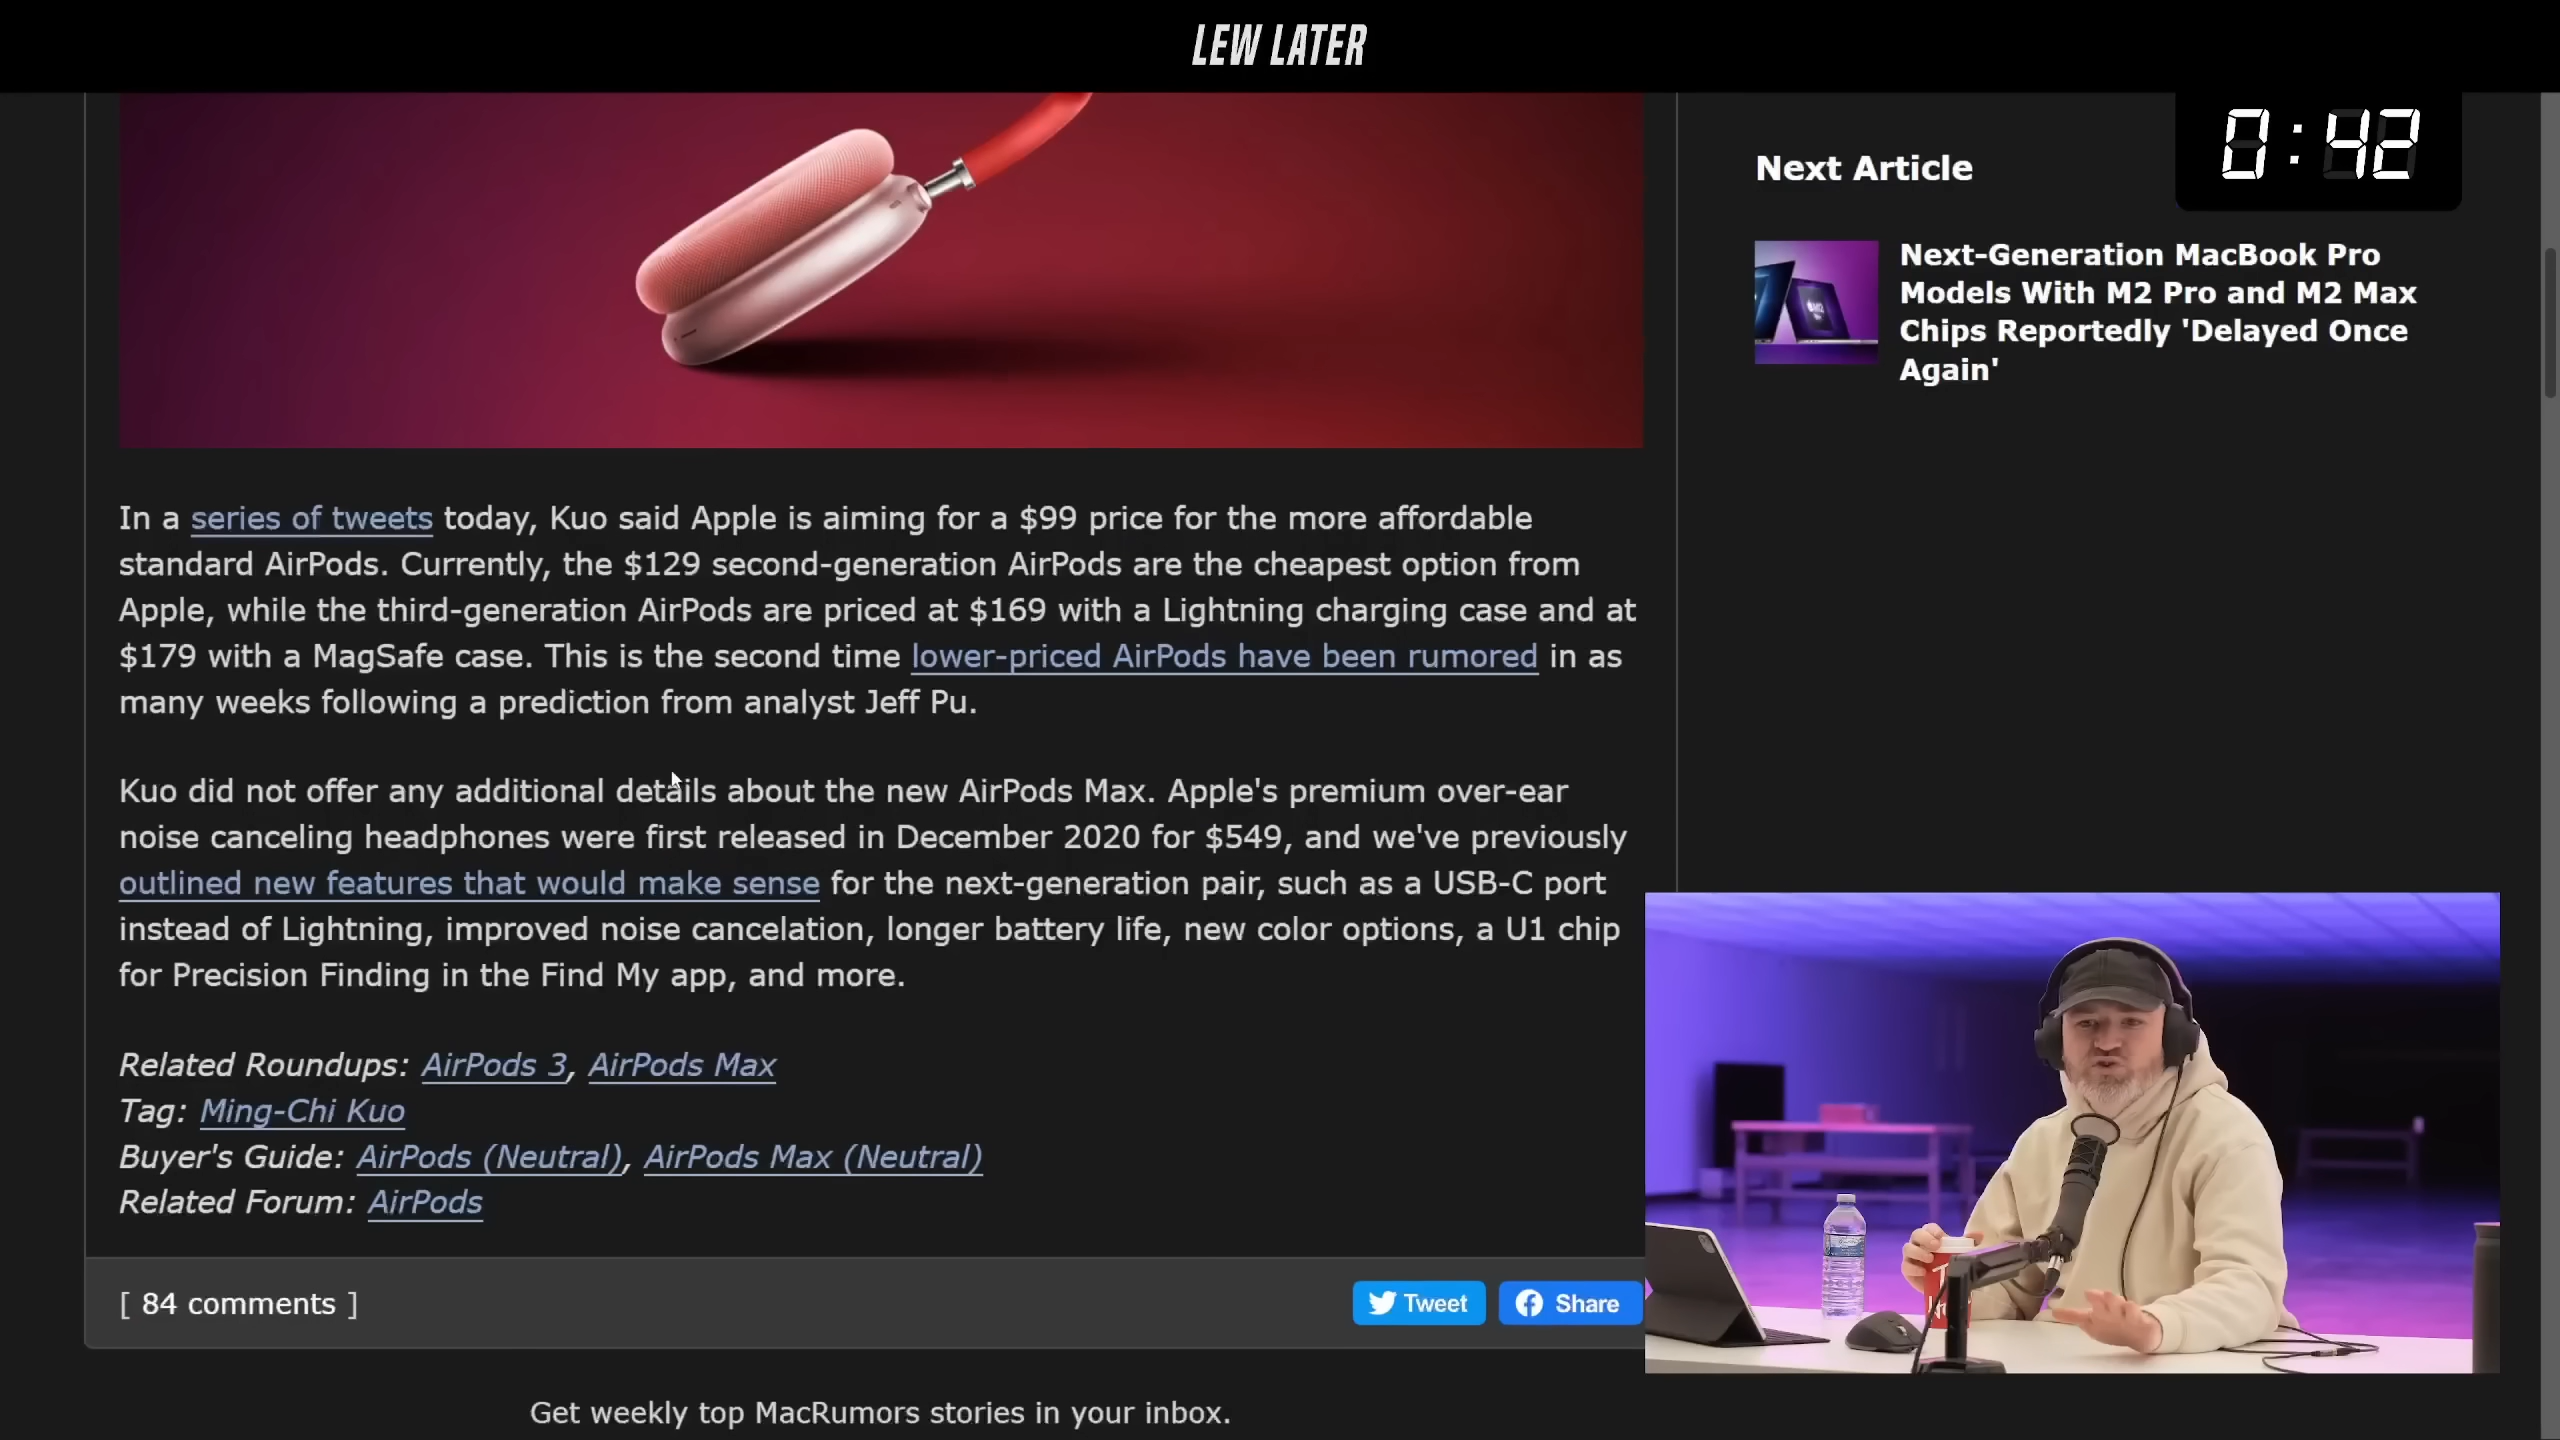 LEW LATER
0:42
Next Article
Next-Generation MacBook Pro
Models With M2 Pro and M2 Max
Chips Reportedly 'Delayed Once
Again'
In a series of tweets today, Kuo said Apple is aiming for a $99 price for the more affordable
standard AirPods. Currently, the $129 second-generation AirPods are the cheapest option from
Apple, while the third-generation AirPods are priced at $169 with a Lightning charging case and at
$179 with a MagSafe case. This is the second time lower-priced AirPods have been rumored in as
many weeks following a prediction from analyst Jeff Pu.
Kuo did not offer any additional details about the new AirPods Max. Apple's premium over-ear
noise canceling headphones were first released in December 2020 for $549, and we've previously
outlined new features that would make sense for the next-generation pair, such as a USB-C port
instead of Lightning, improved noise cancelation, longer battery life, new color options, a U1 chip
for Precision Finding in the Find My app, and more.
Related Roundups: AirPods 3, AirPods Max
Tag: Ming-Chi Kuo
Buyer's Guide: AirPods (Neutral), AirPods Max (Neutral)
Related Forum: AirPods
[ 84 comments ]
Tweet
Share
Get weekly top MacRumors stories in your inbox.